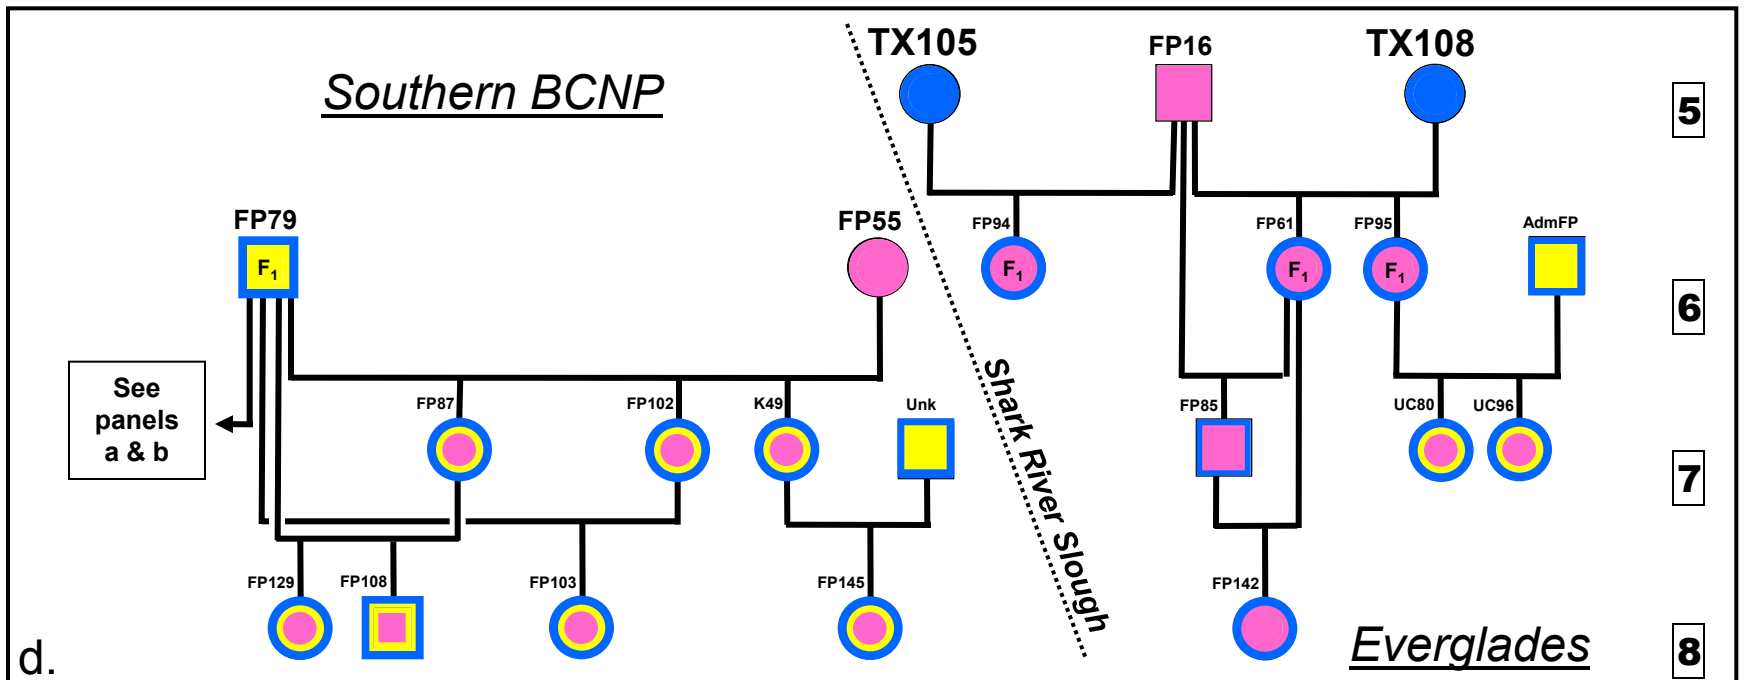 TX105
FP16
TX108
Southern BCNP
5
FP79
FP55
FP94
FP61
FP95
AdmFP
F1
F1
F1
F1
6
See
panels
a & b
FP87
FP102
K49
Unk
Shark River Slough
FP85
UC80
UC96
7
FP129
FP108
FP103
FP145
FP142
d.
Everglades
8